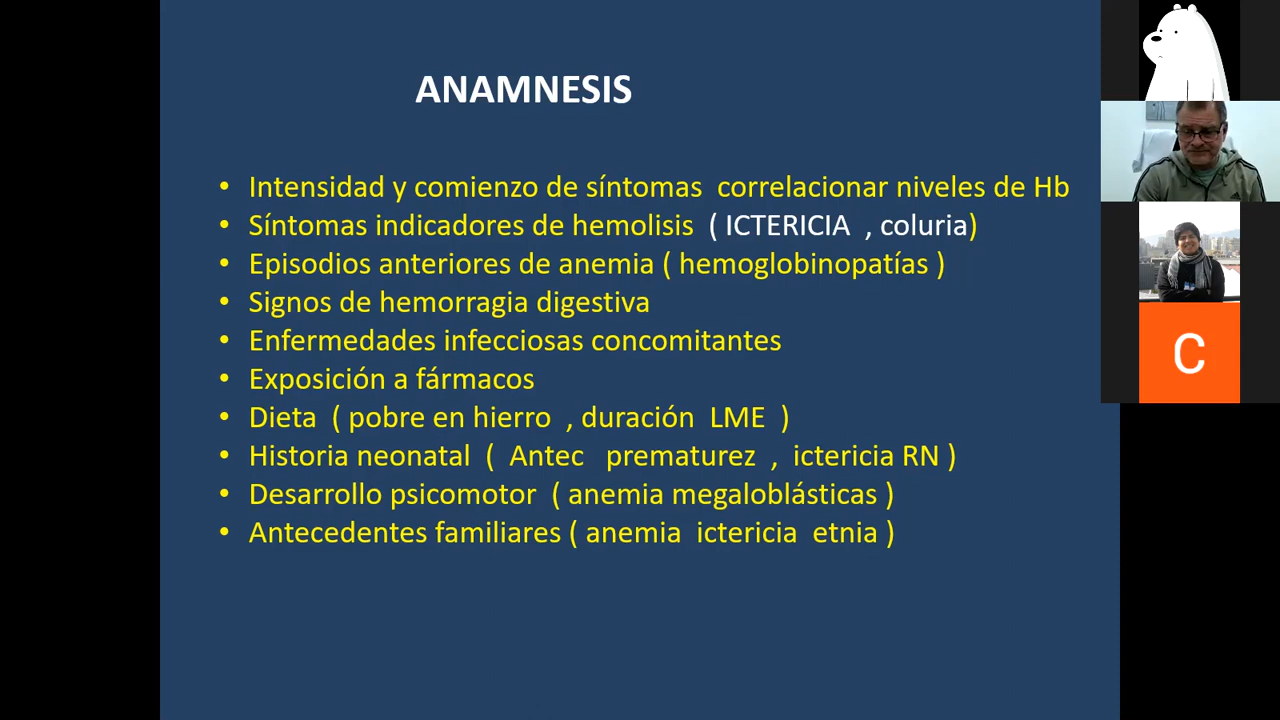 ANAMNESIS
• Intensidad y comienzo de síntomas correlacionar niveles de Hb
• Síntomas indicadores de hemolisis ( ICTERICIA , coluria)
• Episodios anteriores de anemia ( hemoglobinopatías )
• Signos de hemorragia digestiva
• Enfermedades infecciosas concomitantes
• Exposición a fármacos
• Dieta ( pobre en hierro , duración LME )
• Historia neonatal ( Antec prematurez , ictericia RN )
• Desarrollo psicomotor ( anemia megaloblásticas )
• Antecedentes familiares ( anemia ictericia etnia )
C